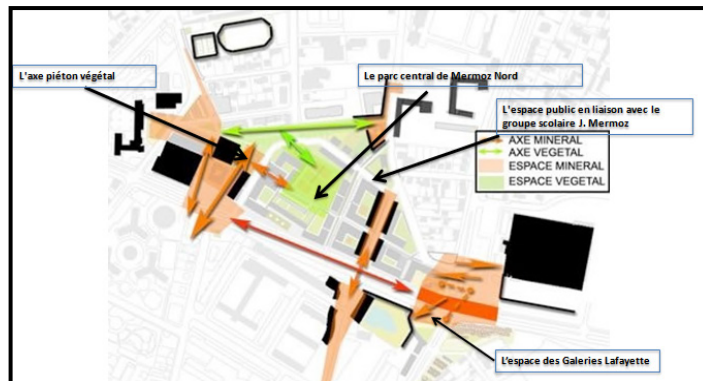 L'axe piéton végétal
Le parc central de Mermoz Nord
L'espace public en liaison avec le
groupe scolaire J. Mermoz
AXE MINERAL
AXE VEGETAL
ESPACE MINERAL
ESPACE VEGETAL
L'espace des Galeries Lafayette